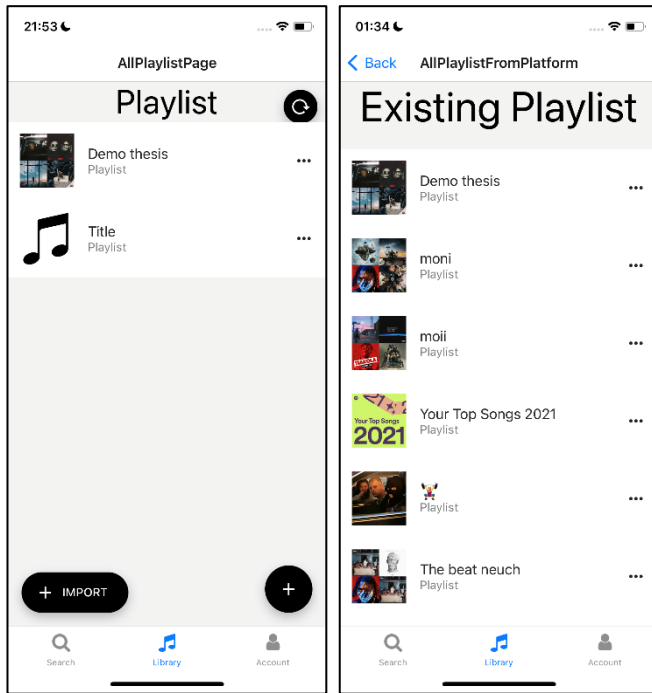 21:53
AllPlaylistPage
Playlist
Demo thesis
Playlist
Title
Playlist
+ IMPORT
+
Search
Library
Account
01:34
Back
AllPlaylistFromPlatform
Existing Playlist
Demo thesis
Playlist
moni
Playlist
moii
Playlist
Your Top Songs
2021
Your Top Songs 2021
Playlist
🏋️‍♀️
Playlist
The beat neuch
Playlist
Search
Library
Account